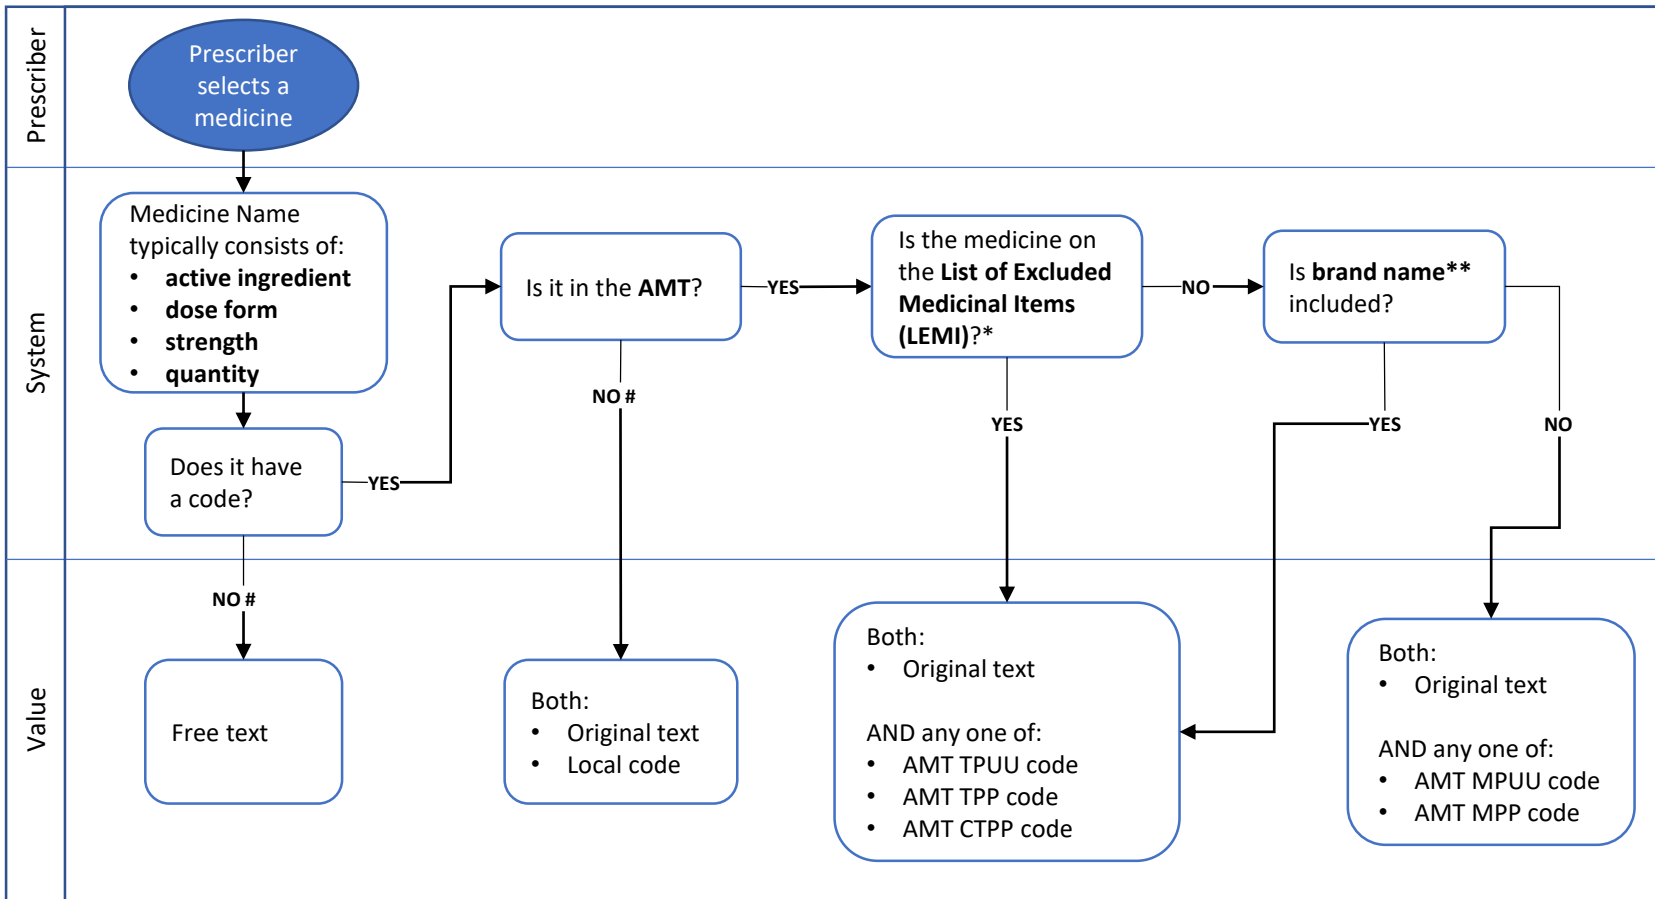 Prescriber
Prescriber
selects a
medicine
System
Medicine Name
typically consists of:
• active ingredient
• dose form
• strength
• quantity
Does it have
a code?
YES
NO #
Is it in the AMT?
YES
NO #
Is the medicine on
the List of Excluded
Medicinal Items
(LEMI)?*
NO
YES
Is brand name**
included?
YES
NO
Value
Free text
Both:
• Original text
• Local code
Both:
• Original text
AND any one of:
• AMT TPUU code
• AMT TPP code
• AMT CTPP code
Both:
• Original text
AND any one of:
• AMT MPUU code
• AMT MPP code